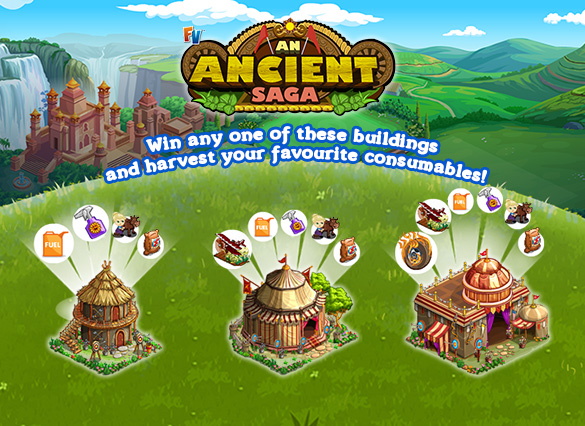 FV
AN
ANCIENT
SAGA
Win any one of these buildings
and harvest your favourite consumables!
FUEL
FUEL
FUEL